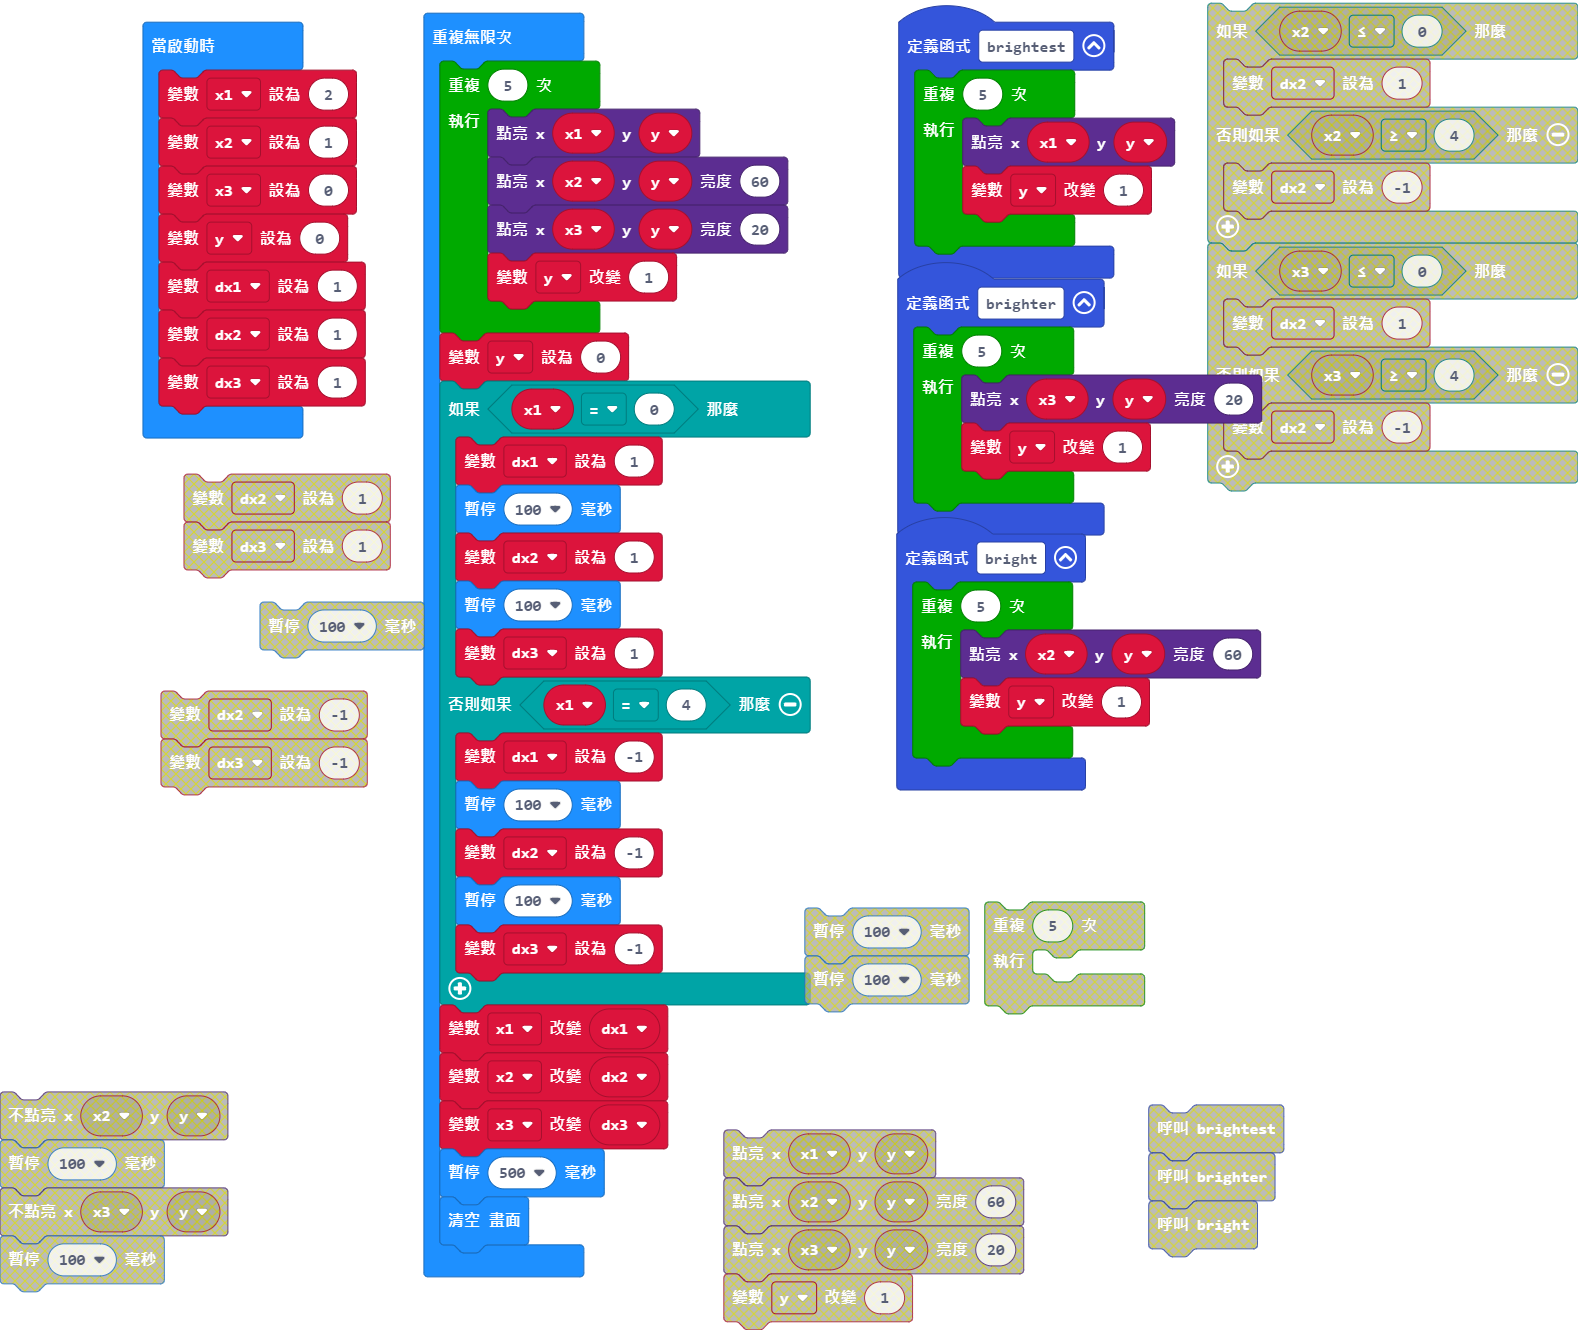 當啟動時
變數 x1 設為 2
變數 x2 設為 1
變數 x3 設為 0
變數 y 設為 0
變數 dx1 設為 1
變數 dx2 設為 1
變數 dx3 設為 1
變數 dx2 設為 1
變數 dx3 設為 1
暫停 100 毫秒
變數 dx2 設為 -1
變數 dx3 設為 -1
不點亮 x x2 y y
暫停 100 毫秒
不點亮 x x3 y y
暫停 100 毫秒
重複無限次
重複 5 次
執行
點亮 x x1 y y
點亮 x x2 y y 亮度 60
點亮 x x3 y y 亮度 20
變數 y 改變 1
變數 y 設為 0
如果 x1 = 0 那麼
變數 dx1 設為 1
暫停 100 毫秒
變數 dx2 設為 1
暫停 100 毫秒
變數 dx3 設為 1
否則如果 x1 = 4 那麼
變數 dx1 設為 -1
暫停 100 毫秒
變數 dx2 設為 -1
暫停 100 毫秒
變數 dx3 設為 -1
變數 x1 改變 dx1
變數 x2 改變 dx2
變數 x3 改變 dx3
暫停 500 毫秒
清空 畫面
定義函式 brightest
重複 5 次
執行
點亮 x x1 y y
變數 y 改變 1
定義函式 brighter
重複 5 次
執行
點亮 x x3 y y 亮度 20
變數 y 改變 1
定義函式 bright
重複 5 次
執行
點亮 x x2 y y 亮度 60
變數 y 改變 1
如果 x2 ≤ 0 那麼
變數 dx2 設為 1
否則如果 x2 ≥ 4 那麼
變數 dx2 設為 -1
如果 x3 ≤ 0 那麼
變數 dx2 設為 1
否則如果 x3 ≥ 4 那麼
變數 dx2 設為 -1
暫停 100 毫秒
暫停 100 毫秒
重複 5 次
執行
點亮 x x1 y y
點亮 x x2 y y 亮度 60
點亮 x x3 y y 亮度 20
變數 y 改變 1
呼叫 brightest
呼叫 brighter
呼叫 bright